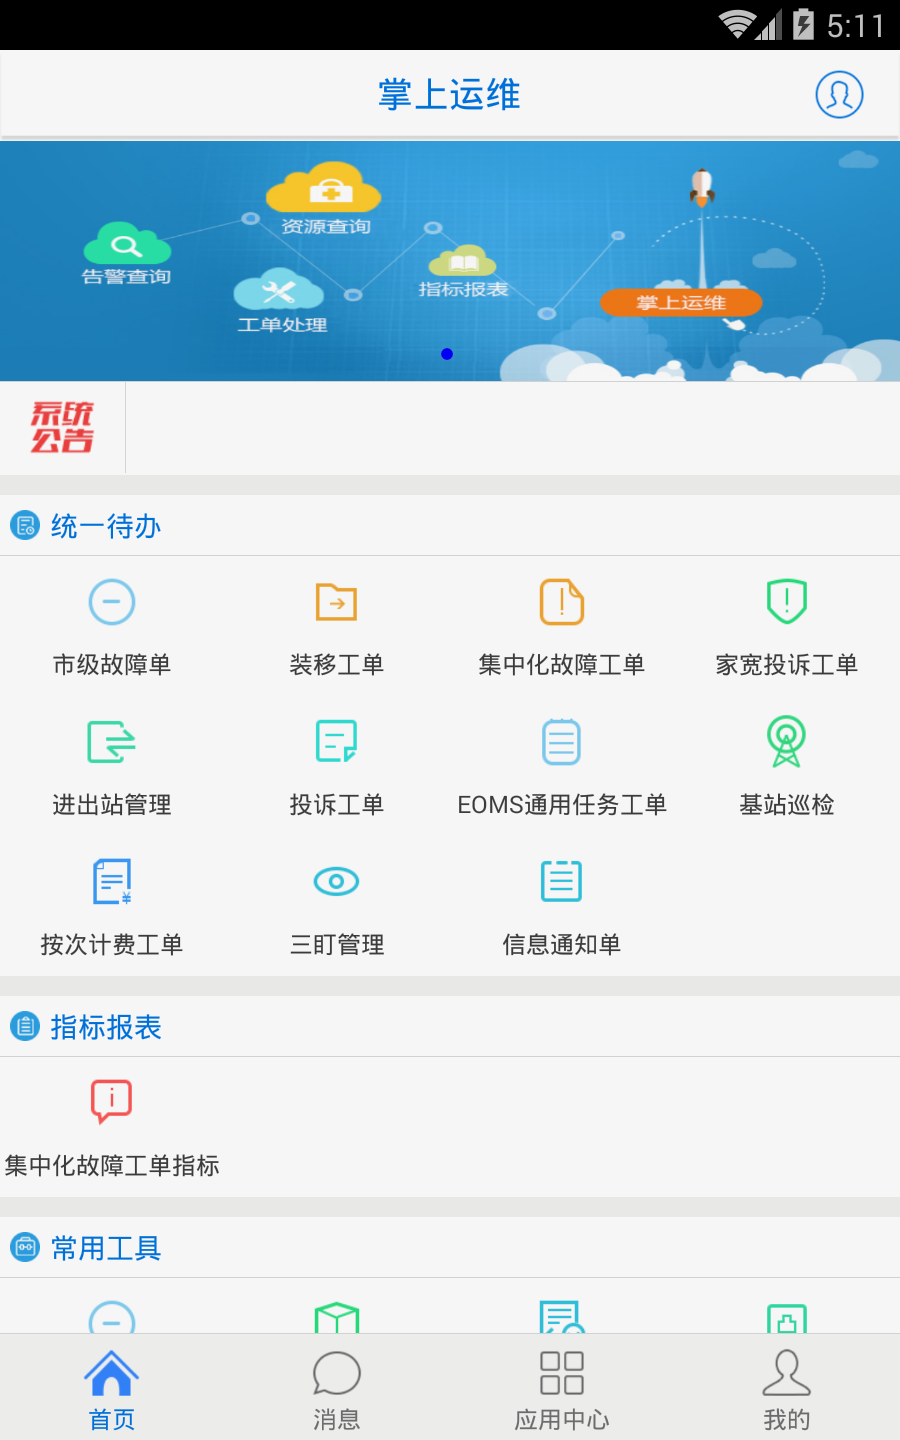 5:11
掌上运维
资源查询
告警查询
指标报表
掌上运维
工单处理
系统
公告
统一待办
市级故障单 装移工单 集中化故障工单 家宽投诉工单
进出站管理 投诉工单 EOMS通用任务工单 基站巡检
按次计费工单 三盯管理 信息通知单
指标报表
集中化故障工单指标
常用工具
首页 消息 应用中心 我的